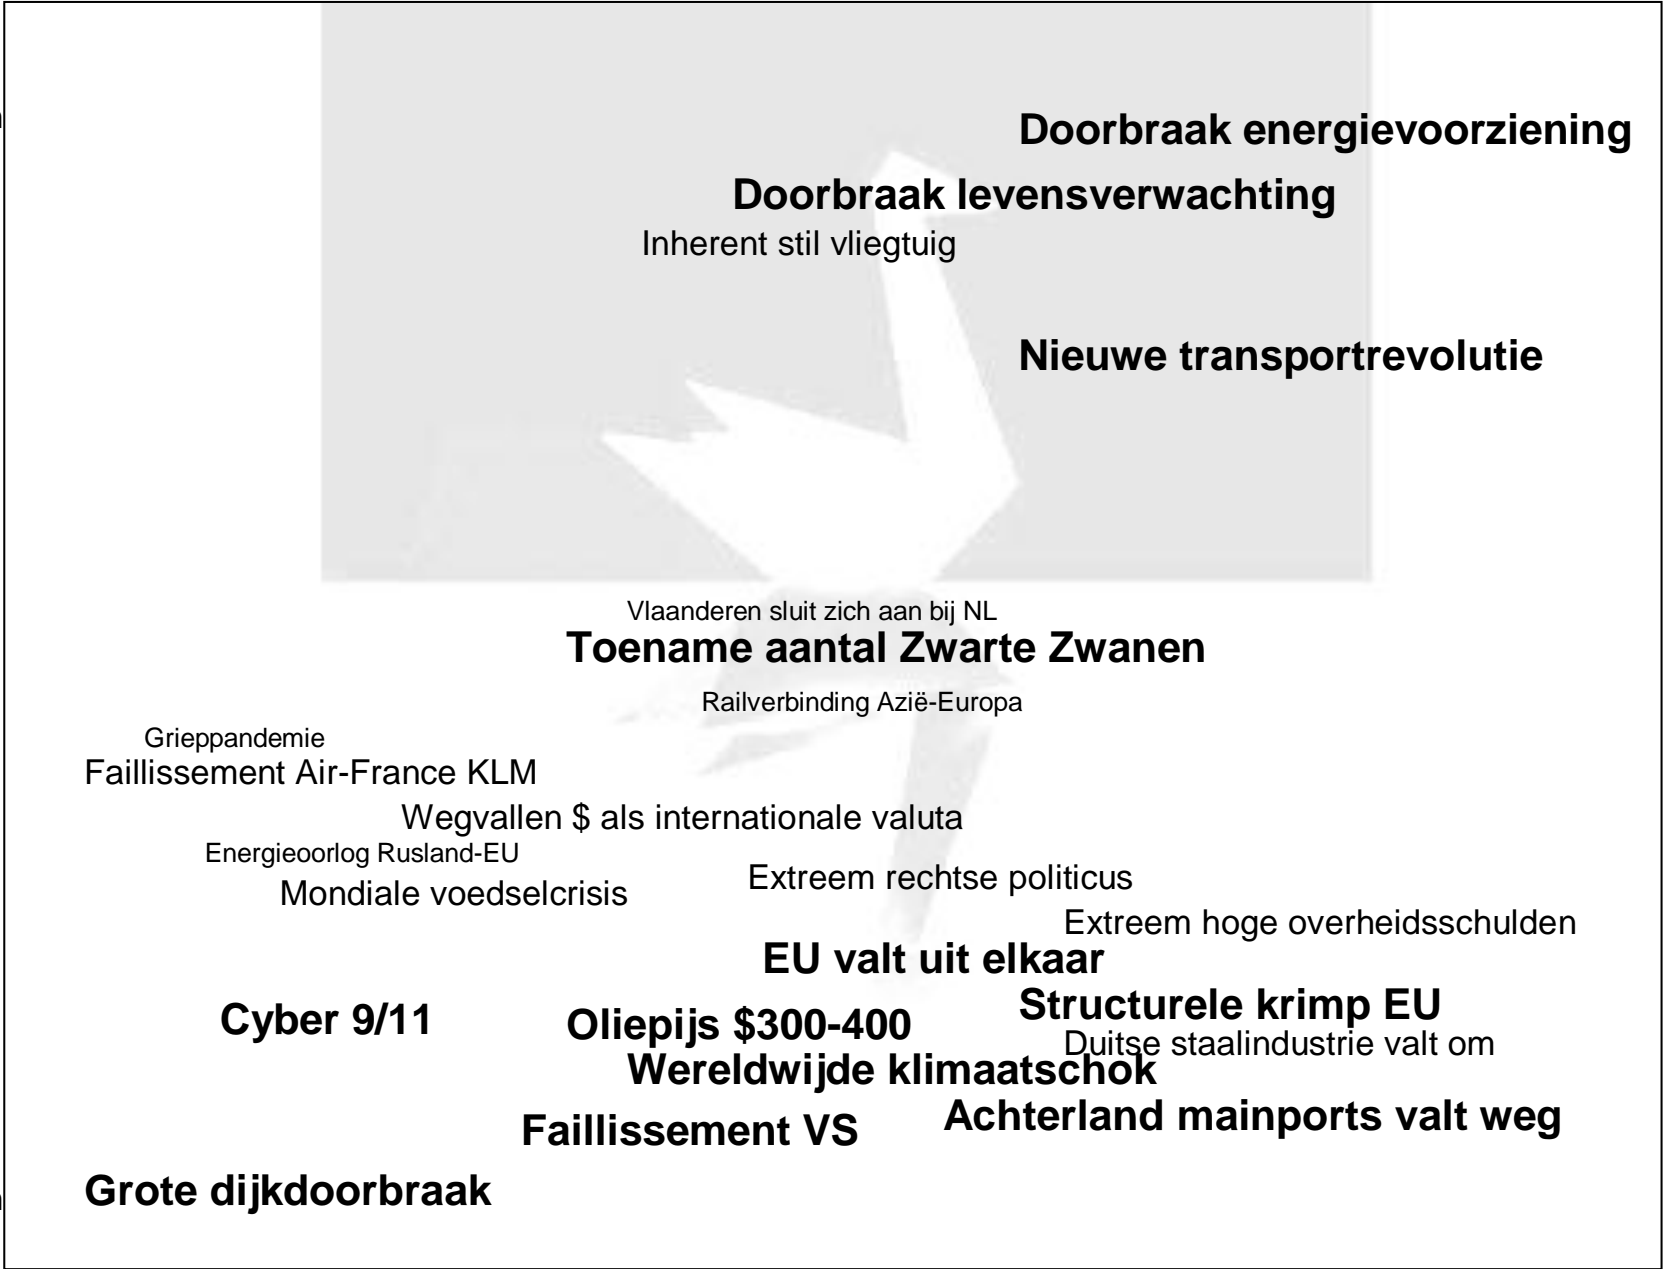 Doorbraak energievoorziening
Doorbraak levensverwachting
Inherent stil vliegtuig
Nieuwe transportrevolutie
Vlaanderen sluit zich aan bij NL
Toename aantal Zwarte Zwanen
Railverbinding Azië-Europa
Grieppandemie
Faillissement Air-France KLM
Wegvallen $ als internationale valuta
Energieoorlog Rusland-EU
Extreem rechtse politicus
Mondiale voedselcrisis
Extreem hoge overheidsschulden
EU valt uit elkaar
Structurele krimp EU
Cyber 9/11
Oliepijs $300-400
Duitse staalindustrie valt om
Wereldwijde klimaatschok
Achterland mainports valt weg
Faillissement VS
Grote dijkdoorbraak